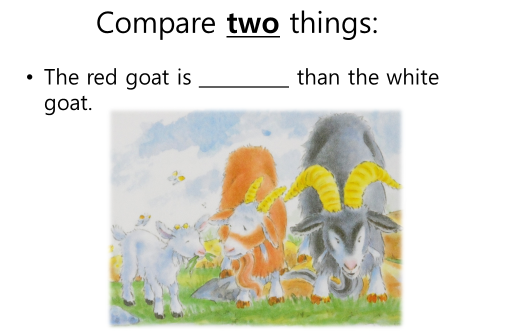 Compare two things:
• The red goat is _________ than the white
goat.